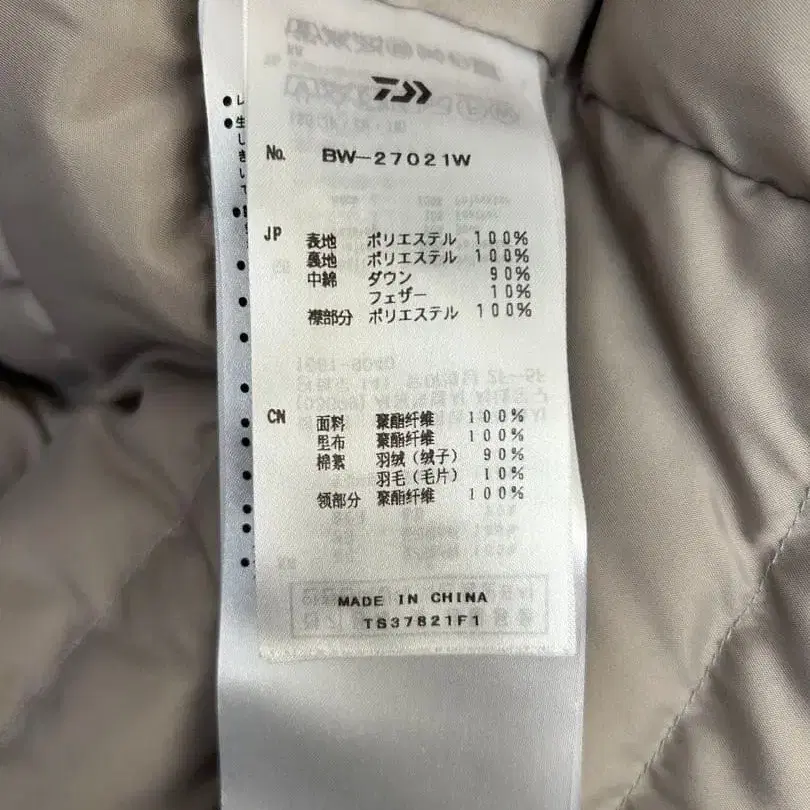 No. BW-27021W
JP 表地 ポリエステル 100%
裏地 ポリエステル 100%
中綿 ダウン 90%
フェザー 10%
襟部分 ポリエステル 100%
CN 面料 聚酯纤维 100%
里布 聚酯纤维 100%
棉絮 羽绒（绒子） 90%
羽毛（毛片） 10%
领部分 聚酯纤维 100%
MADE IN CHINA
TS37821F1